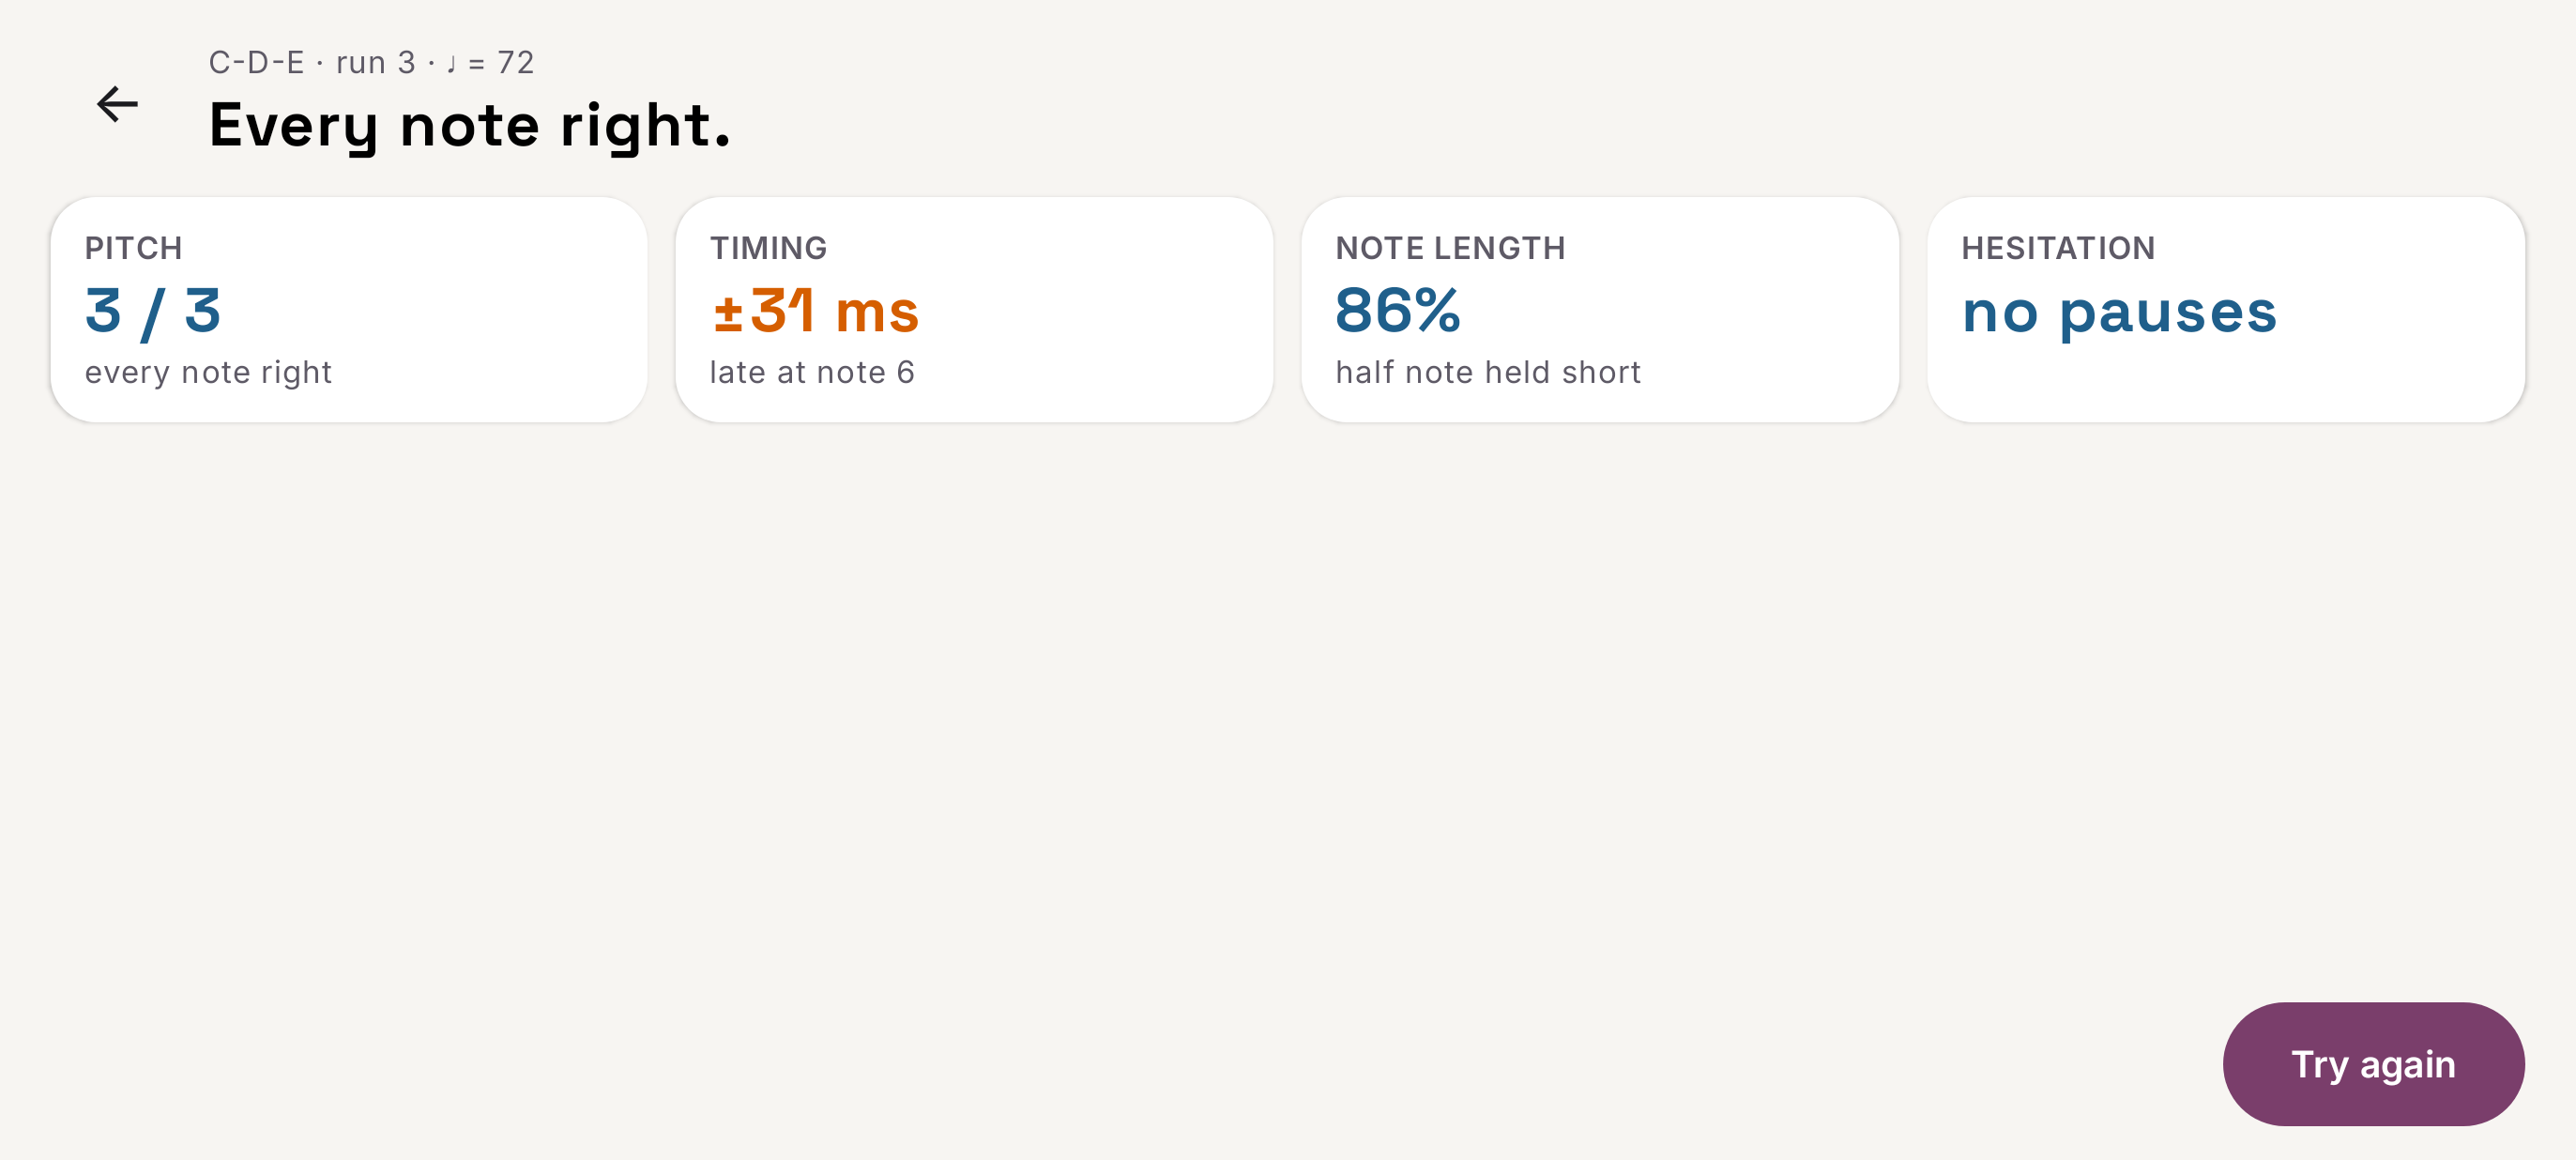 C-D-E · run 3 · ♩ = 72
Every note right.
PITCH
3 / 3
every note right
TIMING
±31 ms
late at note 6
NOTE LENGTH
86%
half note held short
HESITATION
no pauses
Try again